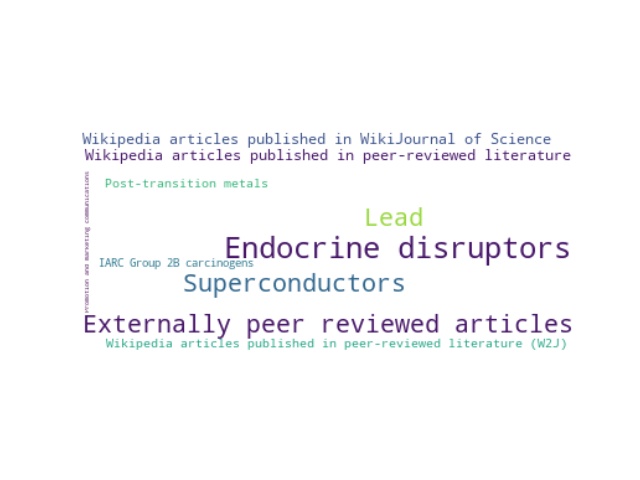 Wikipedia articles published in WikiJournal of Science
Wikipedia articles published in peer-reviewed literature
Promotion and marketing communications
Post-transition metals
Lead
Endocrine disruptors
IARC Group 2B carcinogens
Superconductors
Externally peer reviewed articles
Wikipedia articles published in peer-reviewed literature (W2J)